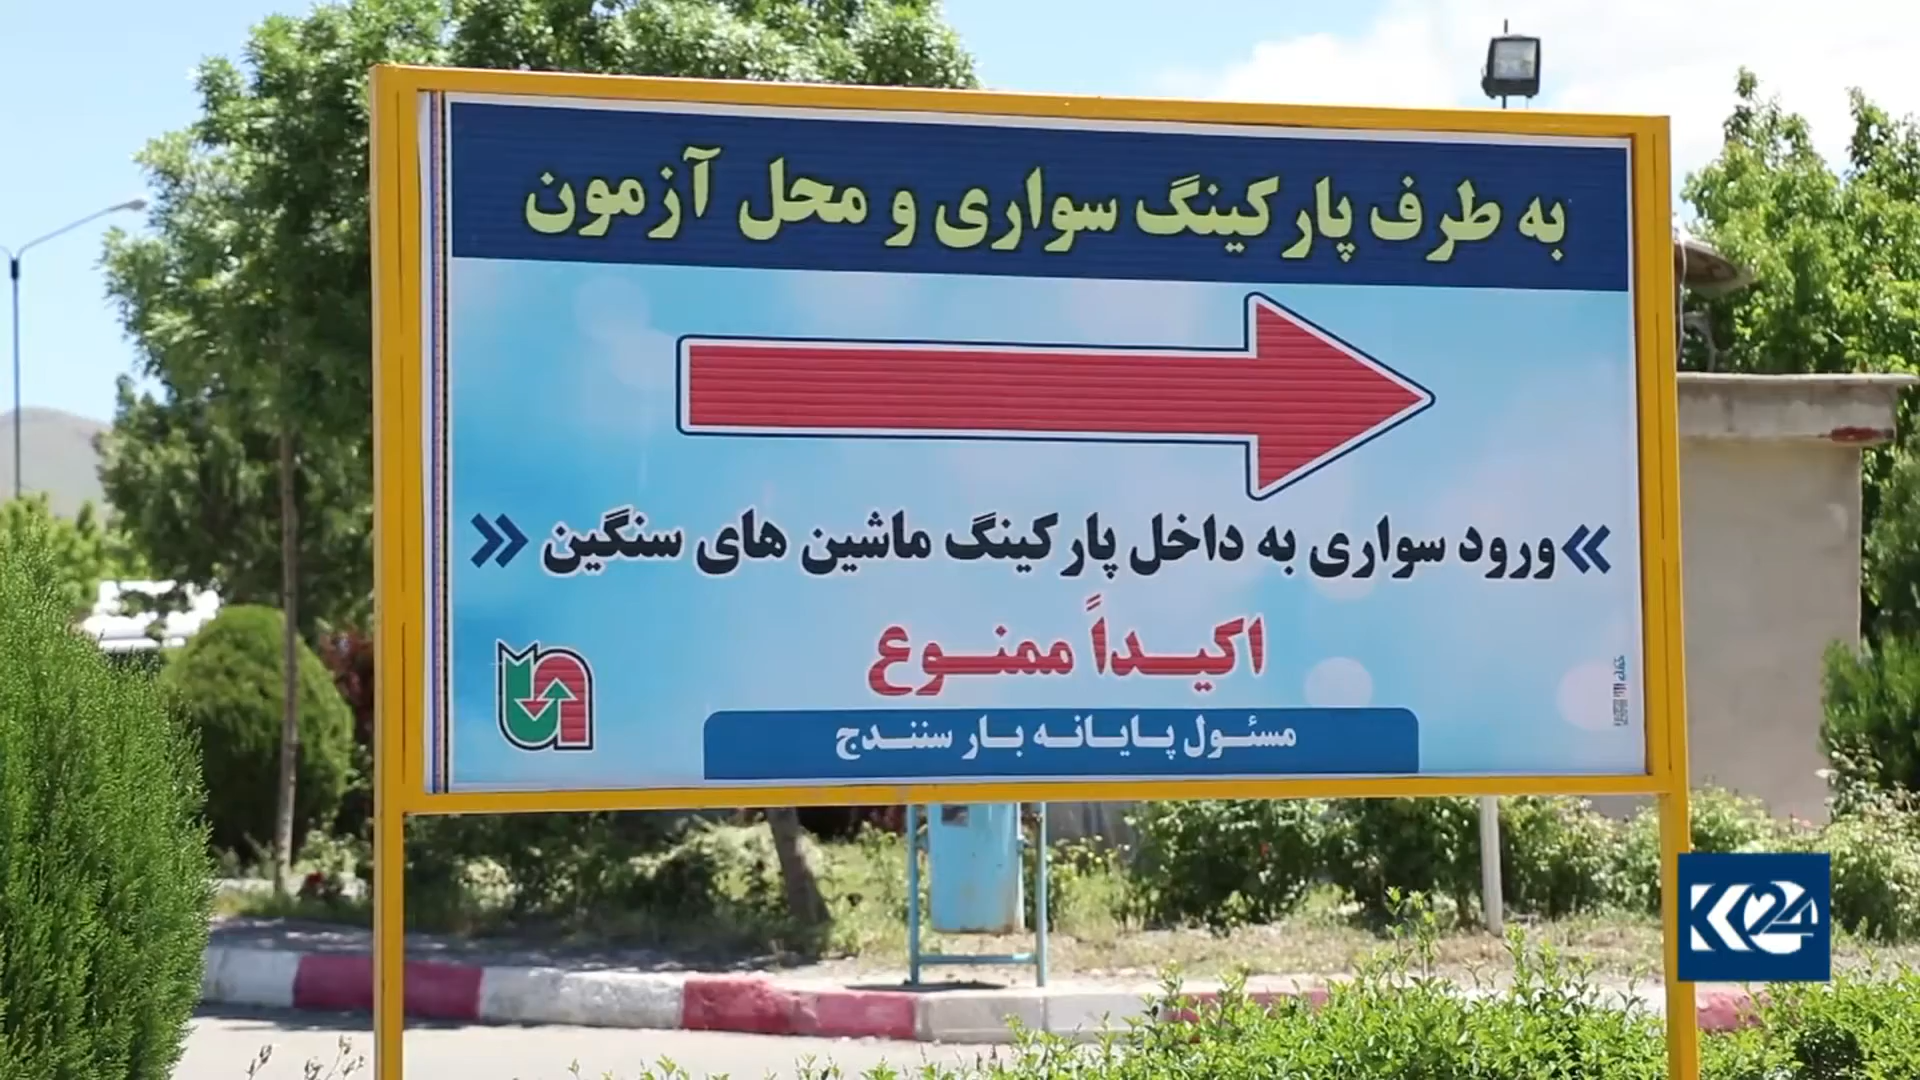 به طرف پارکینگ سواری و محل آزمون
«ورود سواری به داخل پارکینگ ماشین های سنگین»
اکیداً ممنوع
مسئول پایانه بار سنندج
K24